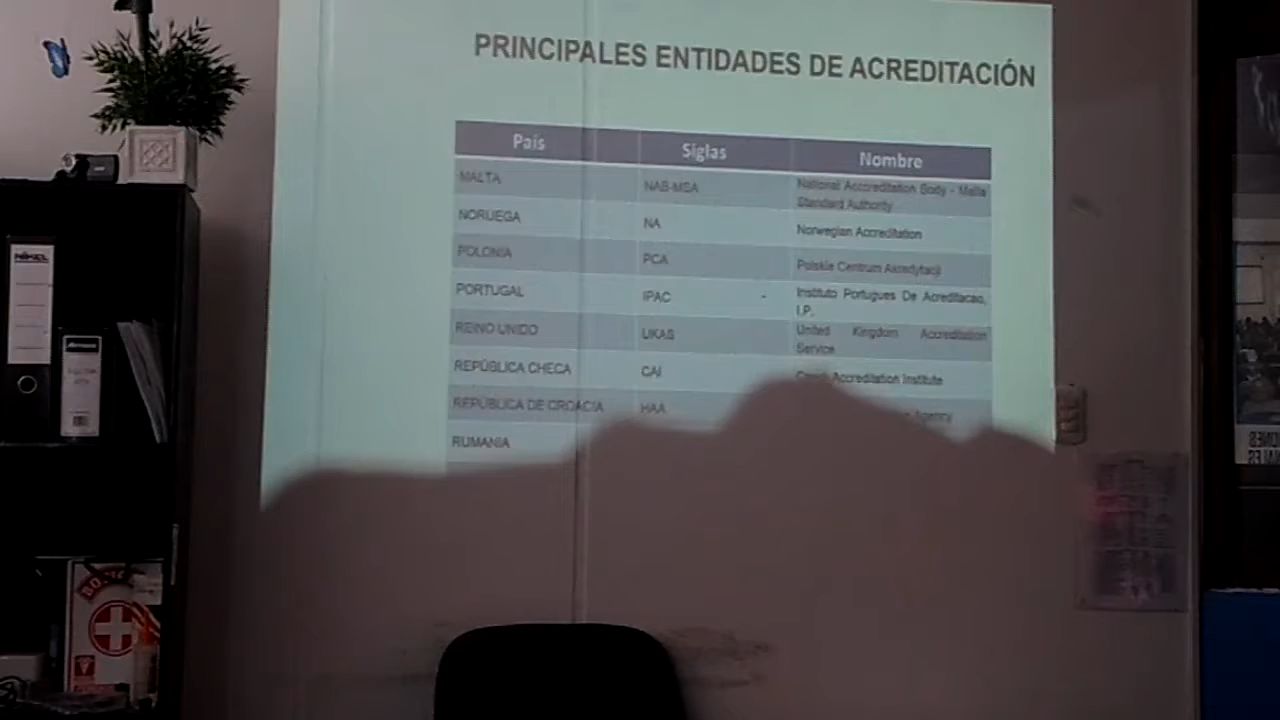 PRINCIPALES ENTIDADES DE ACREDITACIÓN
País Siglas Nombre
MALTA NAB-MSA National Accreditation Body - Malta
Standard Authority
NORUEGA NA Norwegian Accreditation
POLONIA PCA Polskie Centrum Akredytacji
PORTUGAL IPAC - Instituto Portugues De Acreditacao,
I.P.
REINO UNIDO UKAS United Kingdom Accreditation
Service
REPÚBLICA CHECA CAI Accreditation Institute
REPÚBLICA DE CROACIA HAA Agency
RUMANIA